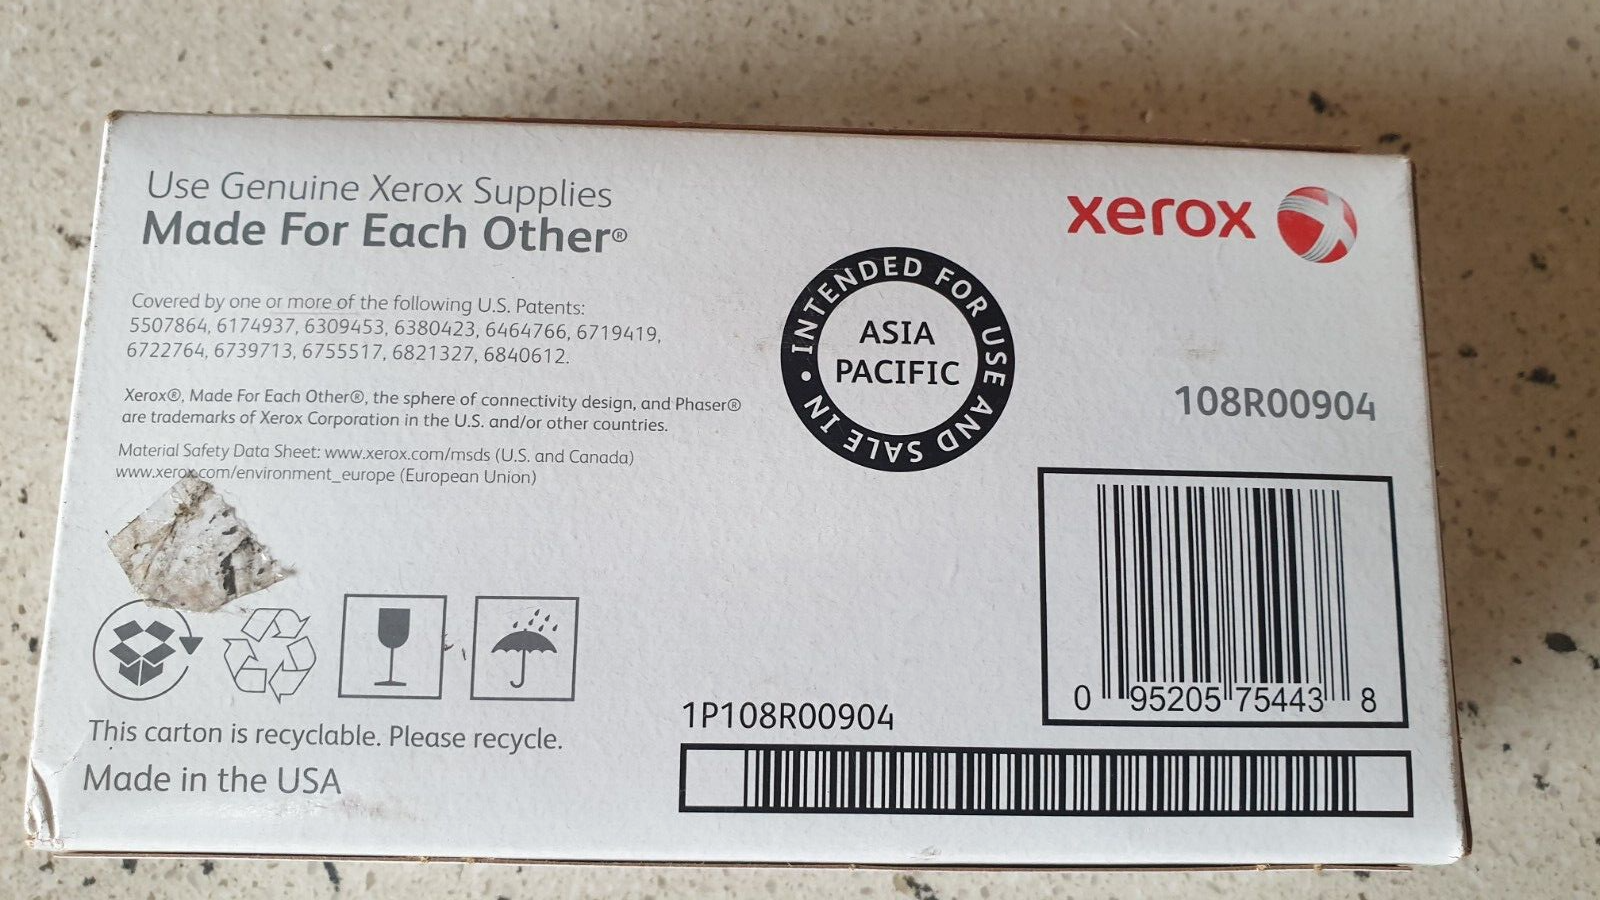 Use Genuine Xerox Supplies
Made For Each Other®
Covered by one or more of the following U.S. Patents:
5507864, 6174937, 6309453, 6380423, 6464766, 6719419,
6722764, 6739713, 6755517, 6821327, 6840612.
Xerox®, Made For Each Other®, the sphere of connectivity design, and Phaser®
are trademarks of Xerox Corporation in the U.S. and/or other countries.
Material Safety Data Sheet: www.xerox.com/msds (U.S. and Canada)
www.xerox.com/environment_europe (European Union)
This carton is recyclable. Please recycle.
Made in the USA
• INTENDED FOR USE AND SALE IN
ASIA
PACIFIC
xerox
108R00904
0 95205 75443 8
1P108R00904